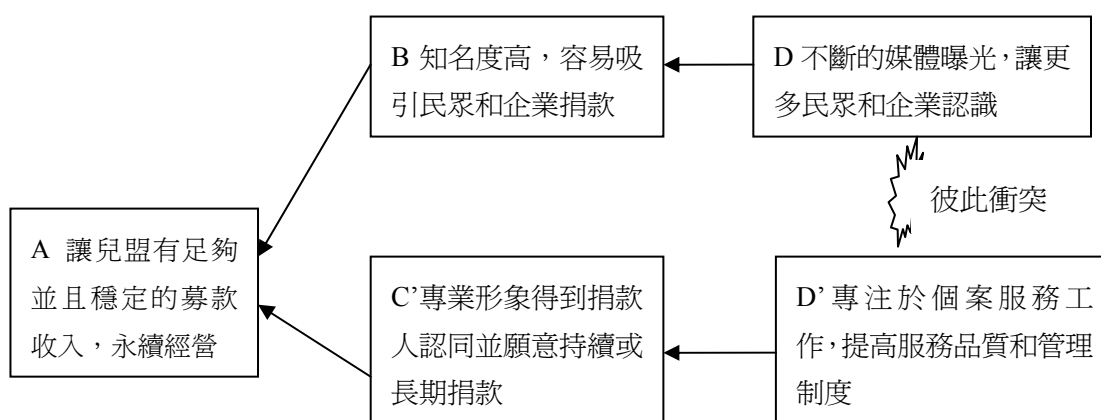 B 知名度高，容易吸
引民眾和企業捐款
D 不斷的媒體曝光，讓更
多民眾和企業認識
彼此衝突
A 讓兒盟有足夠
並且穩定的募款
收入，永續經營
C’專業形象得到捐款
人認同並願意持續或
長期捐款
D’專注於個案服務工
作，提高服務品質和管理
制度